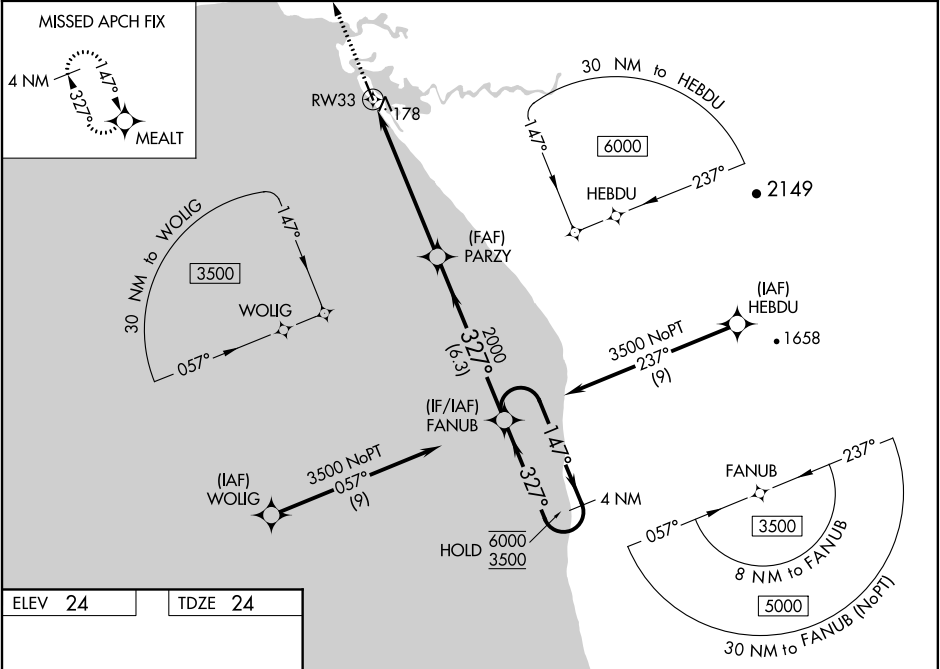 MISSED APCH FIX
4 NM
147°
327°
MEALT
RW33
178
30 NM to HEBDU
147°
6000
HEBDU
237°
2149
30 NM to WOLIG
147°
3500
WOLIG
057°
(FAF)
PARZY
(IAF)
HEBDU
1658
3500 NoPT
237°
(9)
2000
327°
(6.3)
(IF/IAF)
FANUB
147°
327°
4 NM
HOLD
6000
3500
(IAF)
WOLIG
3500 NoPT
057°
(9)
FANUB
237°
057°
3500
8 NM to FANUB
5000
30 NM to FANUB (NoPT)
ELEV 24
TDZE 24